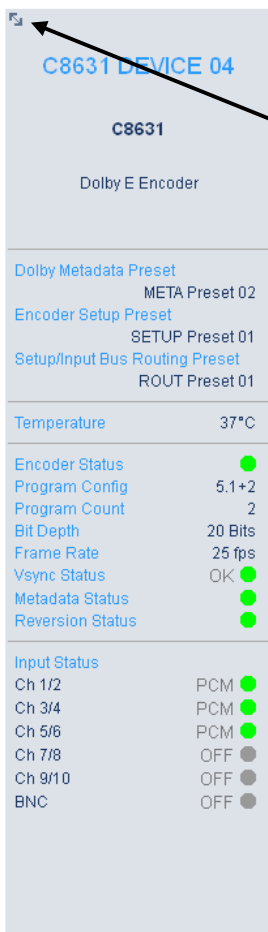 C8631 DEVICE 04
C8631
Dolby E Encoder
Dolby Metadata Preset
META Preset 02
Encoder Setup Preset
SETUP Preset 01
Setup/Input Bus Routing Preset
ROUT Preset 01
Temperature 37°C
Encoder Status
Program Config 5.1+2
Program Count 2
Bit Depth 20 Bits
Frame Rate 25 fps
Vsync Status OK
Metadata Status
Reversion Status
Input Status
Ch 1/2 PCM
Ch 3/4 PCM
Ch 5/6 PCM
Ch 7/8 OFF
Ch 9/10 OFF
BNC OFF